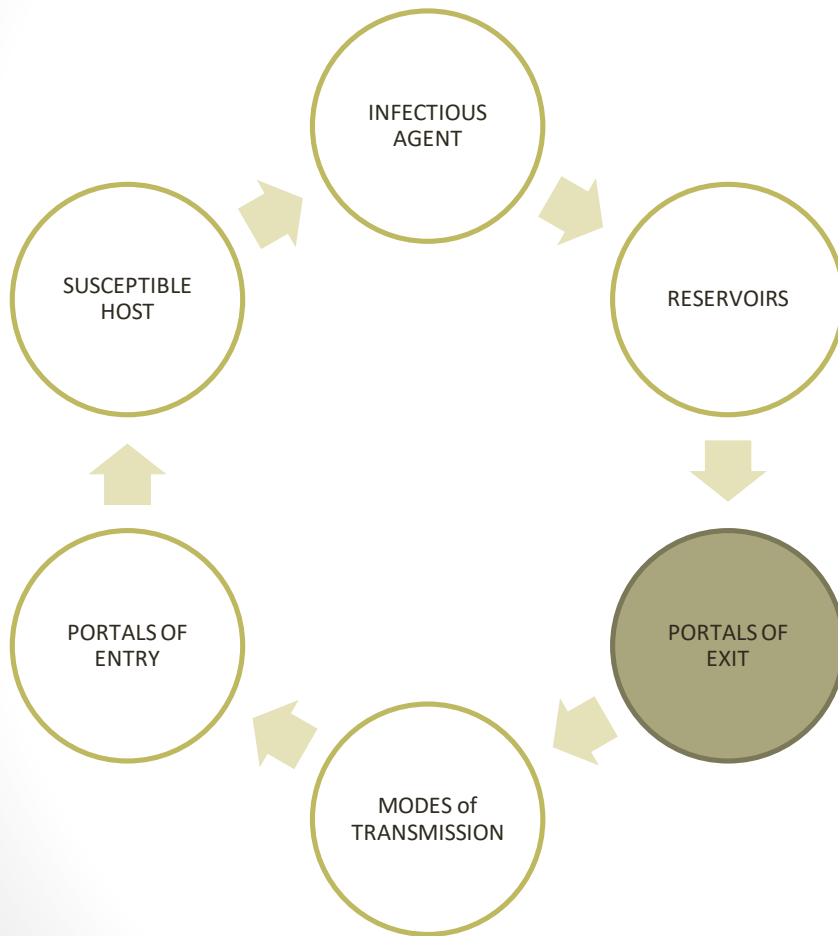 INFECTIOUS
AGENT
RESERVOIRS
PORTALS OF
EXIT
MODES of
TRANSMISSION
PORTALS OF
ENTRY
SUSCEPTIBLE
HOST